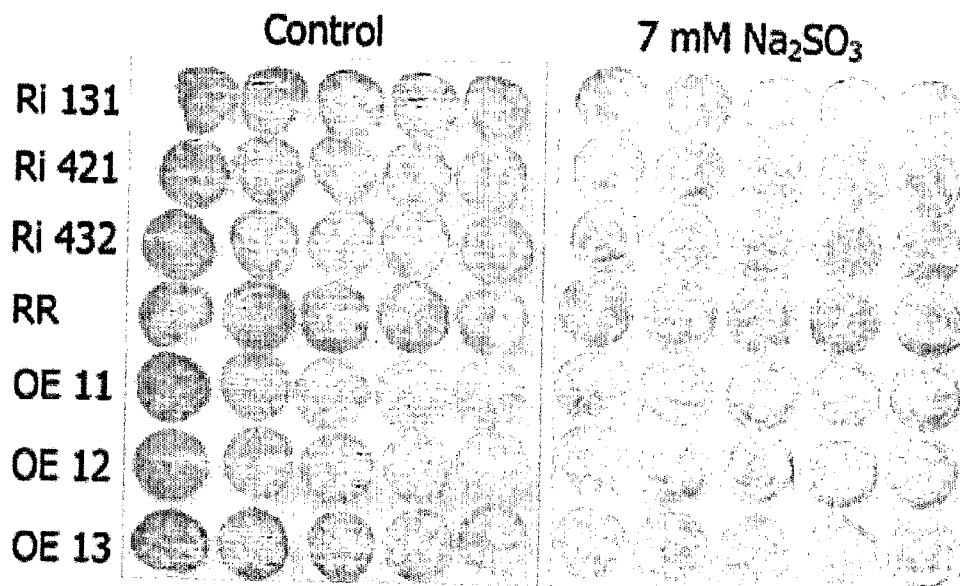 Control 7 mM Na₂SO₃
Ri 131
Ri 421
Ri 432
RR
OE 11
OE 12
OE 13